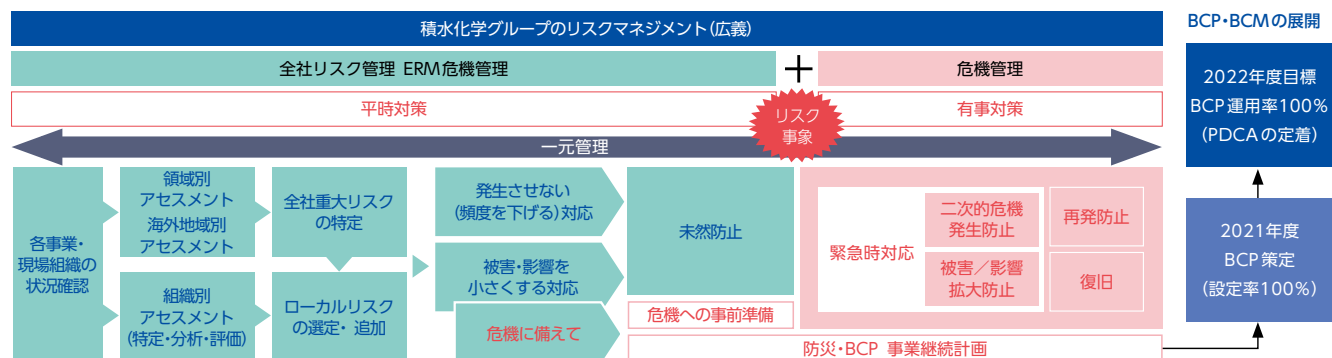 積水化学グループのリスクマネジメント(広義)
全社リスク管理 ERM危機管理
+
危機管理
平時対策
有事対策
リスク
事象
一元管理
各事業・
現場組織の
状況確認
領域別
アセスメント
海外地域別
アセスメント
組織別
アセスメント
(特定・分析・評価)
全社重大リスク
の特定
ローカルリスク
の選定・追加
発生させない
(頻度を下げる)対応
被害・影響を
小さくする対応
危機に備えて
未然防止
危機への事前準備
緊急時対応
二次的危機
発生防止
被害／影響
拡大防止
再発防止
復旧
防災・BCP 事業継続計画
BCP・BCMの展開
2022年度目標
BCP運用率100%
(PDCAの定着)
2021年度
BCP策定
(設定率100%)